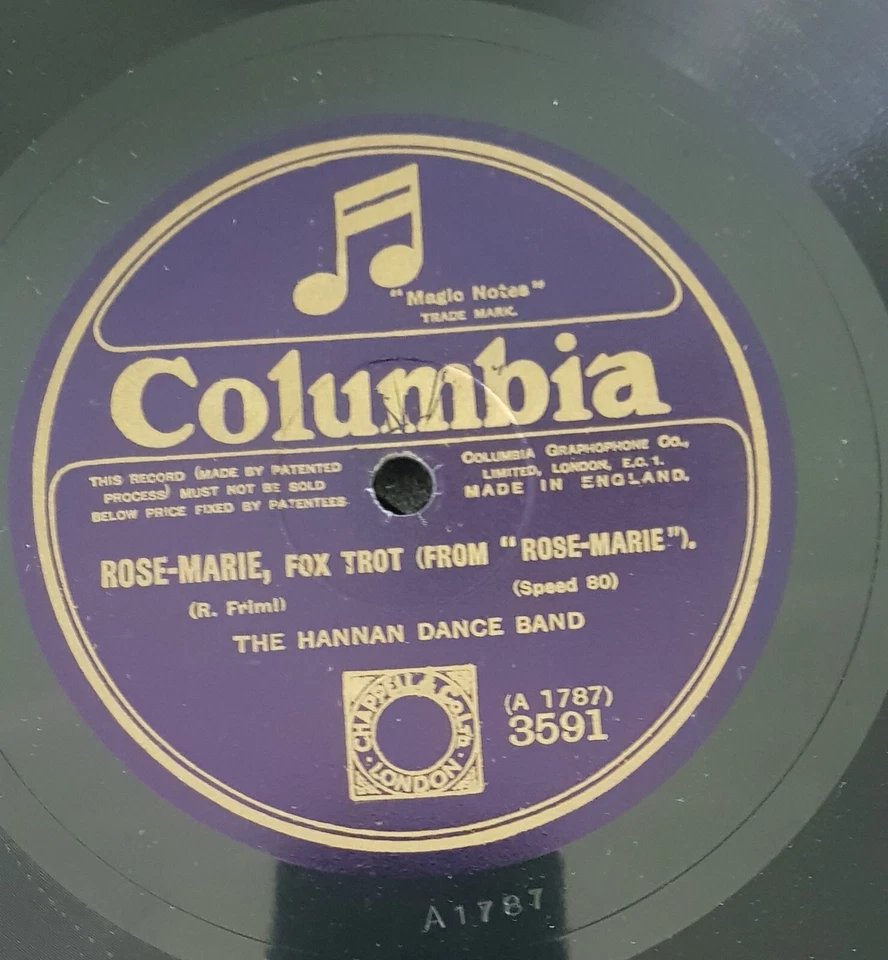 "Magic Notes"
TRADE MARK.
Columbia
THIS RECORD (MADE BY PATENTED
PROCESS) MUST NOT BE SOLD
BELOW PRICE FIXED BY PATENTEES
COLUMBIA GRAPHOPHONE CO.,
LIMITED, LONDON, E.C.1.
MADE IN ENGLAND.
ROSE-MARIE, FOX TROT (FROM "ROSE-MARIE").
(R. Friml)
(Speed 80)
THE HANNAN DANCE BAND
CHAPPELL & CO LTD.
· LONDON ·
(A 1787)
3591
A1787